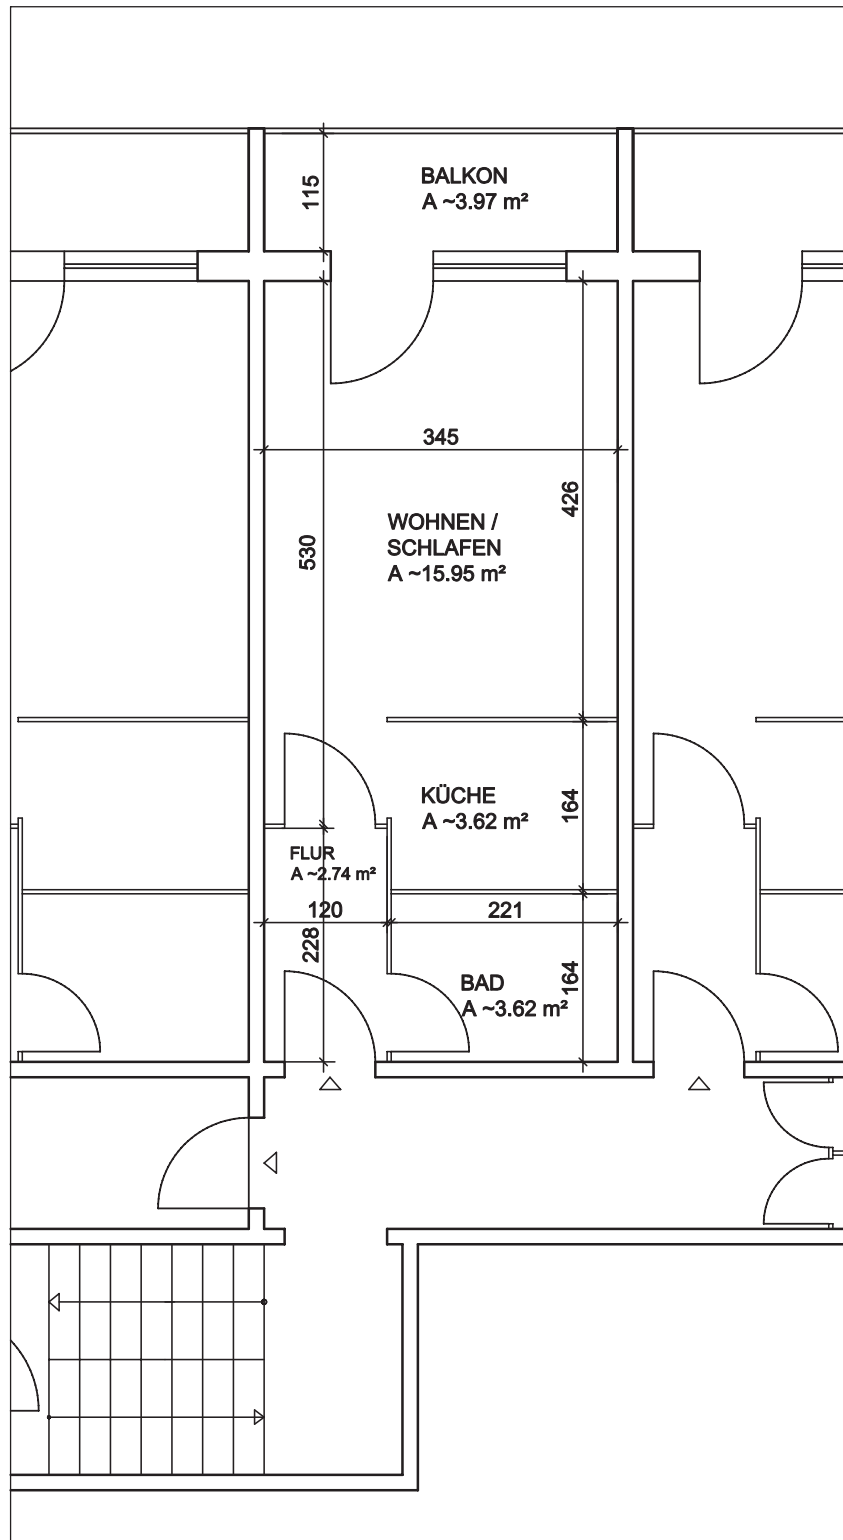 BALKON
A ~3.97 m²
115
345
426
WOHNEN /
SCHLAFEN
A ~15.95 m²
530
KÜCHE
A ~3.62 m²
164
FLUR
A ~2.74 m²
120
221
228
BAD
A ~3.62 m²
164